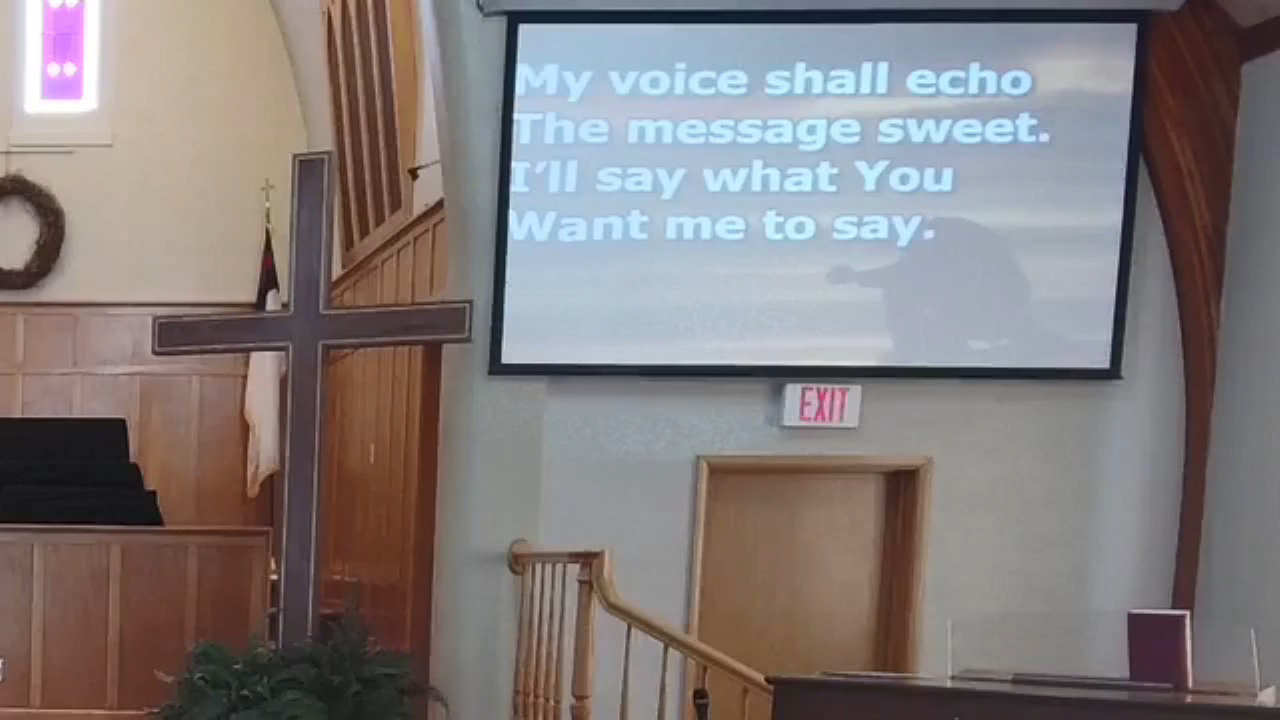 My voice shall echo
The message sweet.
I'll say what You
Want me to say.
EXIT